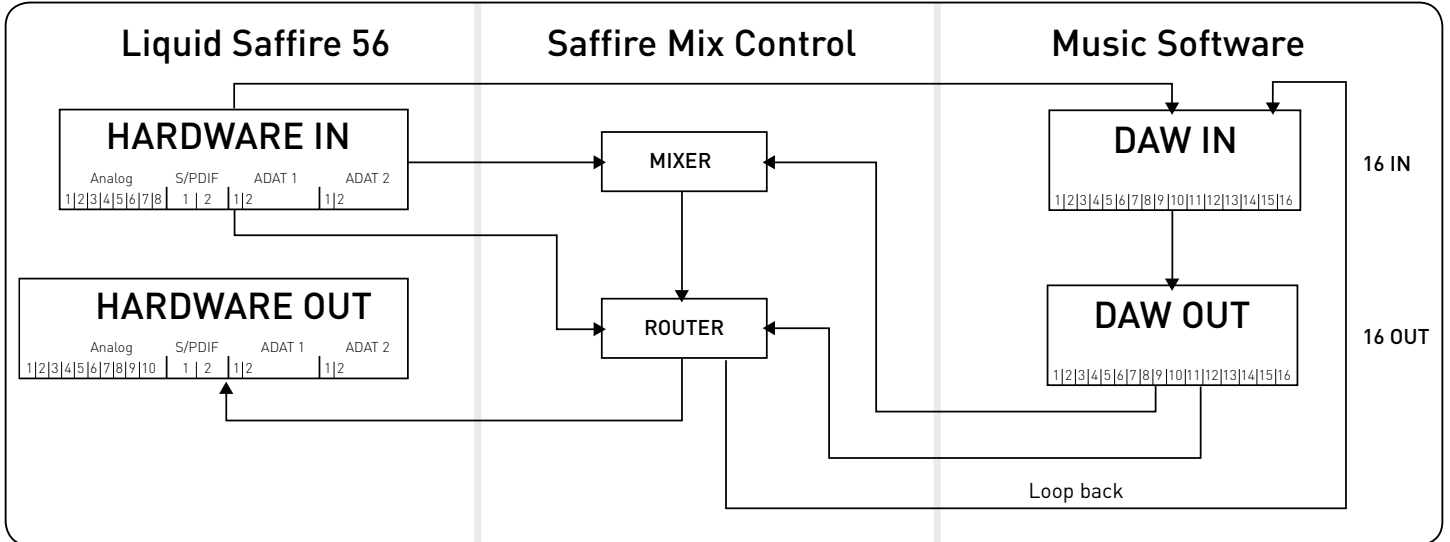 Liquid Saffire 56
Saffire Mix Control
Music Software
HARDWARE IN
Analog S/PDIF ADAT 1 ADAT 2
1|2|3|4|5|6|7|8 1 | 2 1|2 1|2
MIXER
DAW IN
1|2|3|4|5|6|7|8|9|10|11|12|13|14|15|16
16 IN
HARDWARE OUT
Analog S/PDIF ADAT 1 ADAT 2
1|2|3|4|5|6|7|8|9|10 1 | 2 1|2 1|2
ROUTER
DAW OUT
1|2|3|4|5|6|7|8|9|10|11|12|13|14|15|16
16 OUT
Loop back